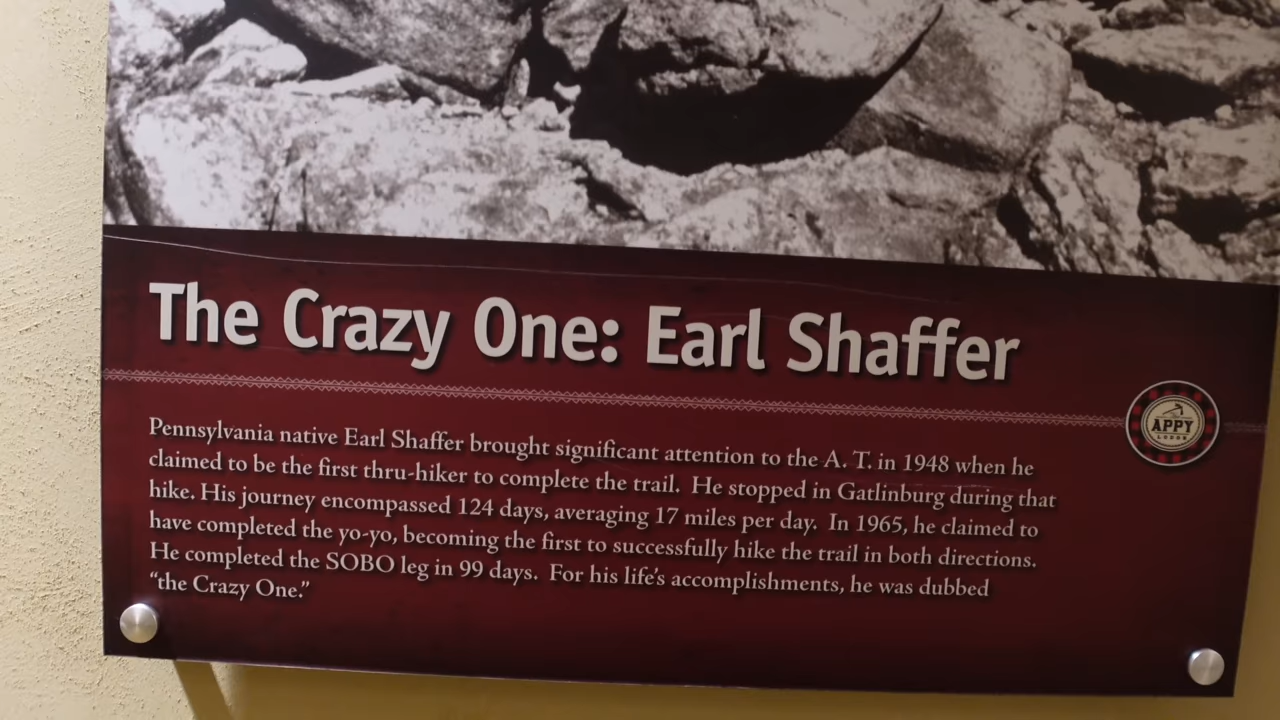 The Crazy One: Earl Shaffer
APPY
LODGE
Pennsylvania native Earl Shaffer brought significant attention to the A. T. in 1948 when he
claimed to be the first thru-hiker to complete the trail. He stopped in Gatlinburg during that
hike. His journey encompassed 124 days, averaging 17 miles per day. In 1965, he claimed to
have completed the yo-yo, becoming the first to successfully hike the trail in both directions.
He completed the SOBO leg in 99 days. For his life's accomplishments, he was dubbed
“the Crazy One.”